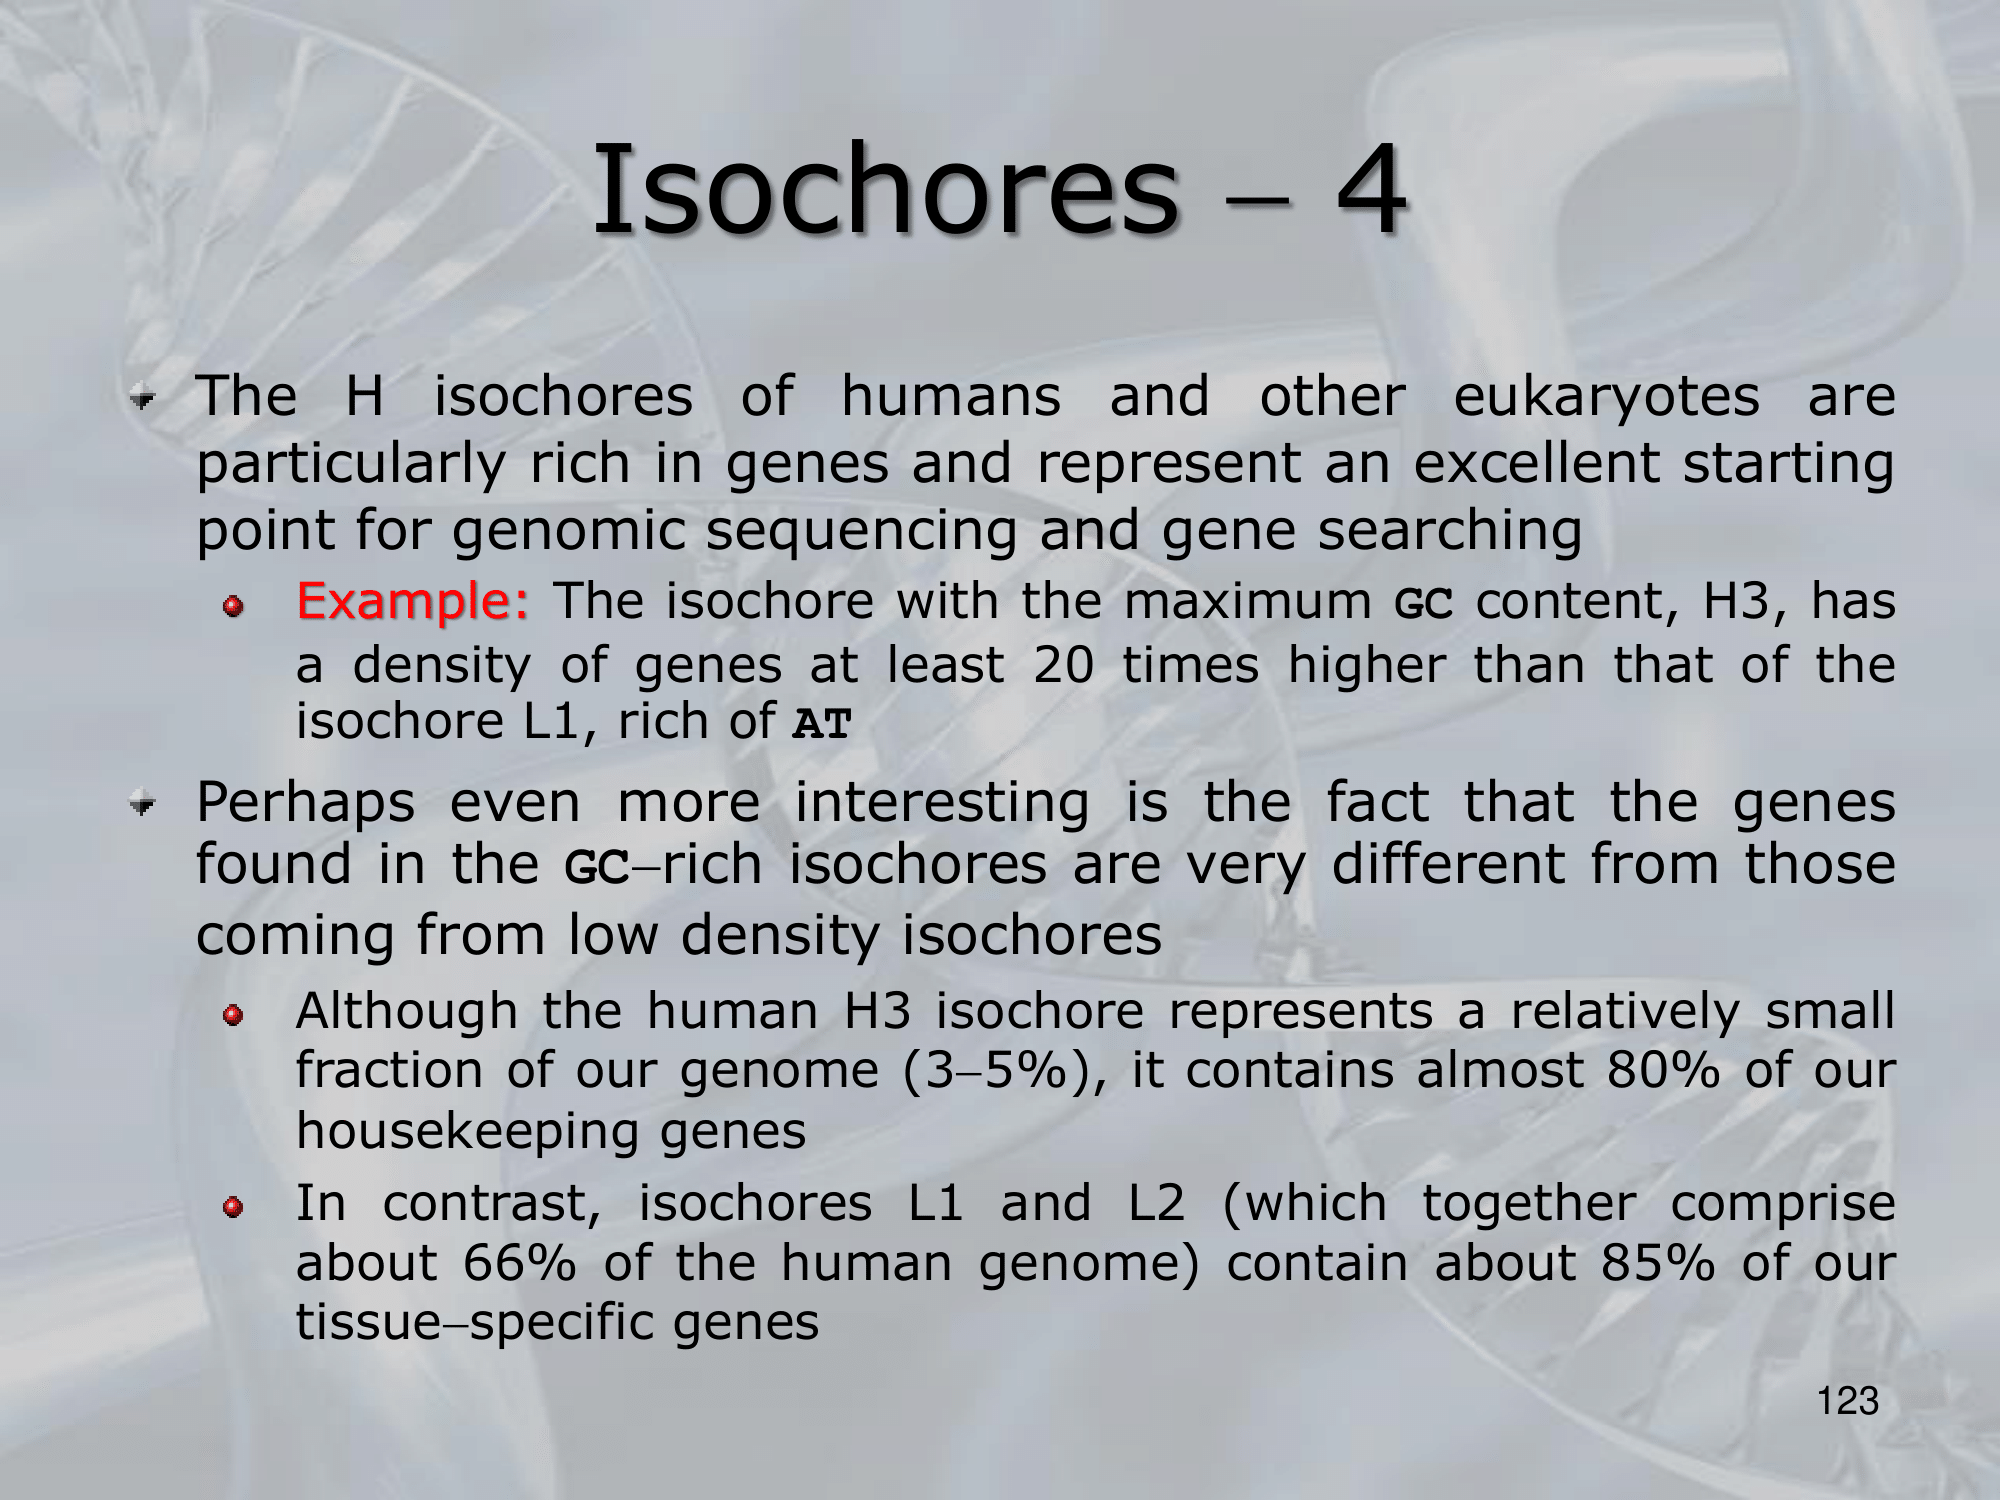 Isochores – 4
The H isochores of humans and other eukaryotes are
particularly rich in genes and represent an excellent starting
point for genomic sequencing and gene searching
Example: The isochore with the maximum GC content, H3, has
a density of genes at least 20 times higher than that of the
isochore L1, rich of AT
Perhaps even more interesting is the fact that the genes
found in the GC–rich isochores are very different from those
coming from low density isochores
Although the human H3 isochore represents a relatively small
fraction of our genome (3–5%), it contains almost 80% of our
housekeeping genes
In contrast, isochores L1 and L2 (which together comprise
about 66% of the human genome) contain about 85% of our
tissue–specific genes
123